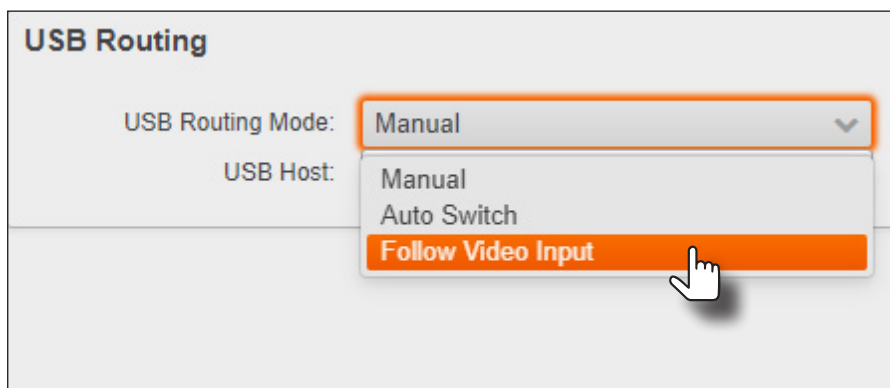 USB Routing
USB Routing Mode: Manual
USB Host:
Manual
Auto Switch
Follow Video Input